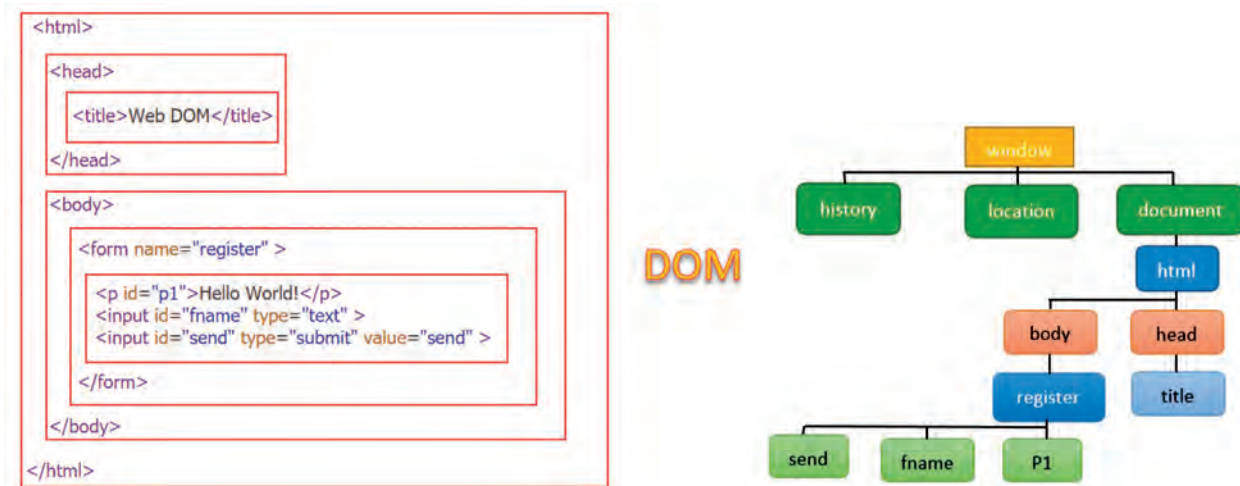 <html>
<head>
<title>Web DOM</title>
</head>
<body>
<form name="register" >
<p id="p1">Hello World!</p>
<input id="fname" type="text" >
<input id="send" type="submit" value="send" >
</form>
</body>
</html>
DOM
window
history location document
html
body head
register title
send fname P1